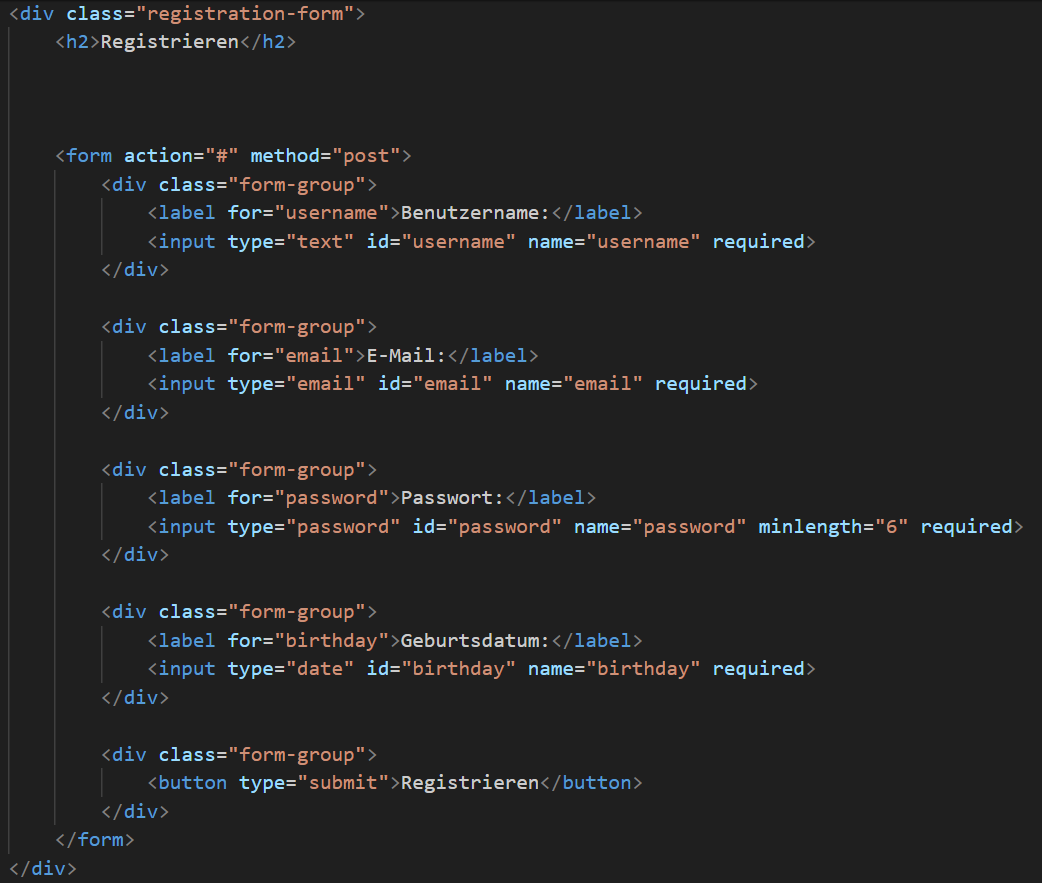 <div class="registration-form">
    <h2>Registrieren</h2>
    <form action="#" method="post">
        <div class="form-group">
            <label for="username">Benutzername:</label>
            <input type="text" id="username" name="username" required>
        </div>
        <div class="form-group">
            <label for="email">E-Mail:</label>
            <input type="email" id="email" name="email" required>
        </div>
        <div class="form-group">
            <label for="password">Passwort:</label>
            <input type="password" id="password" name="password" minlength="6" required>
        </div>
        <div class="form-group">
            <label for="birthday">Geburtsdatum:</label>
            <input type="date" id="birthday" name="birthday" required>
        </div>
        <div class="form-group">
            <button type="submit">Registrieren</button>
        </div>
    </form>
</div>